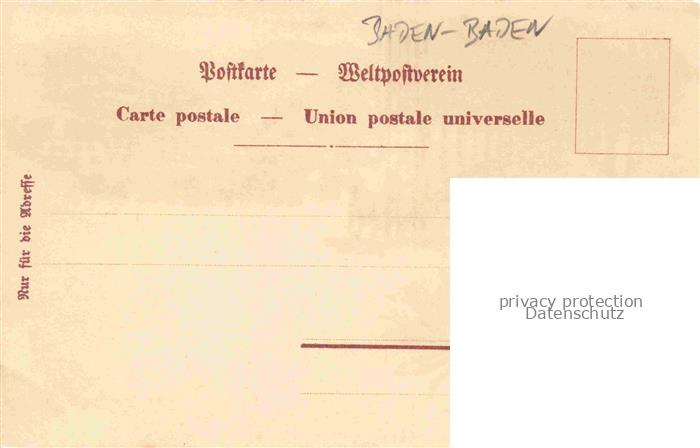 BADEN-BADEN
Postkarte — Weltpostverein
Carte postale — Union postale universelle
Nur für die Adresse
privacy protection
Datenschutz